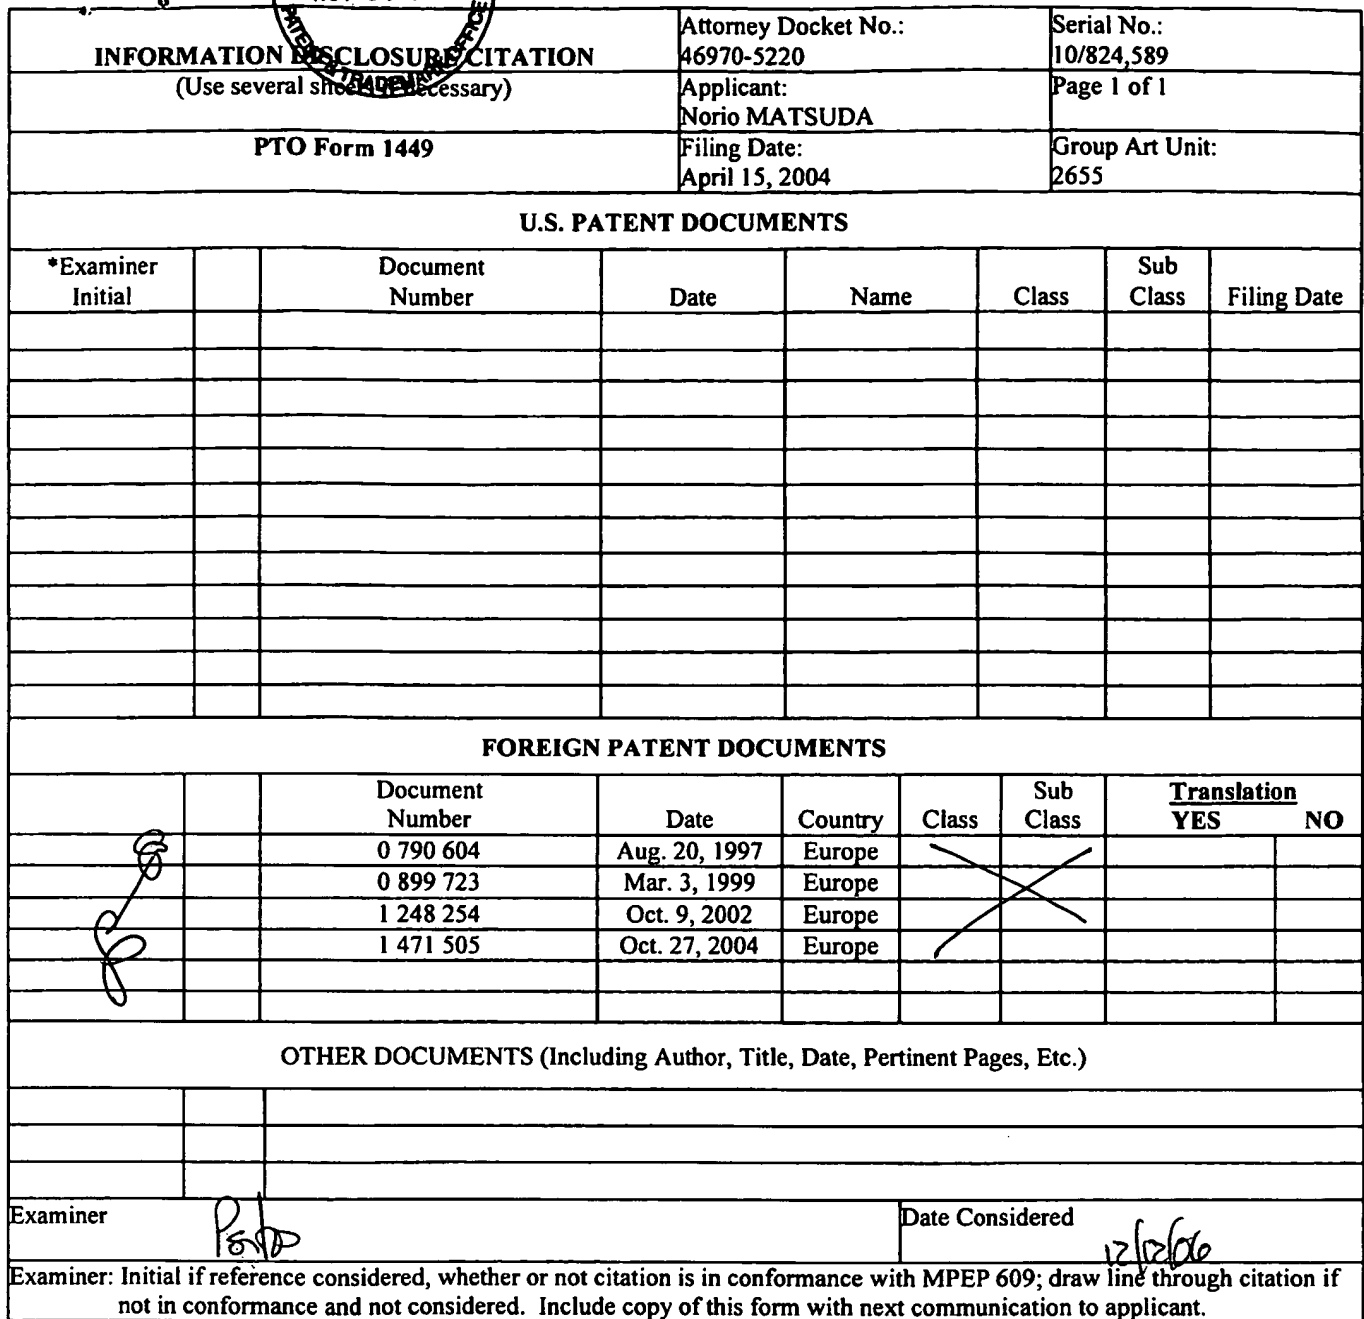 PATENT & TRADEMARK OFFICE
INFORMATION DISCLOSURE CITATION
(Use several sheets if necessary)
PTO Form 1449
Attorney Docket No.:
46970-5220
Serial No.:
10/824,589
Applicant:
Norio MATSUDA
Page 1 of 1
Filing Date:
April 15, 2004
Group Art Unit:
2655
U.S. PATENT DOCUMENTS
*Examiner Initial Document Number Date Name Class Sub Class Filing Date
FOREIGN PATENT DOCUMENTS
Document Number Date Country Class Sub Class Translation YES NO
0 790 604 Aug. 20, 1997 Europe
0 899 723 Mar. 3, 1999 Europe
1 248 254 Oct. 9, 2002 Europe
1 471 505 Oct. 27, 2004 Europe
OTHER DOCUMENTS (Including Author, Title, Date, Pertinent Pages, Etc.)
Examiner
Date Considered
12/12/06
Examiner: Initial if reference considered, whether or not citation is in conformance with MPEP 609; draw line through citation if
not in conformance and not considered. Include copy of this form with next communication to applicant.